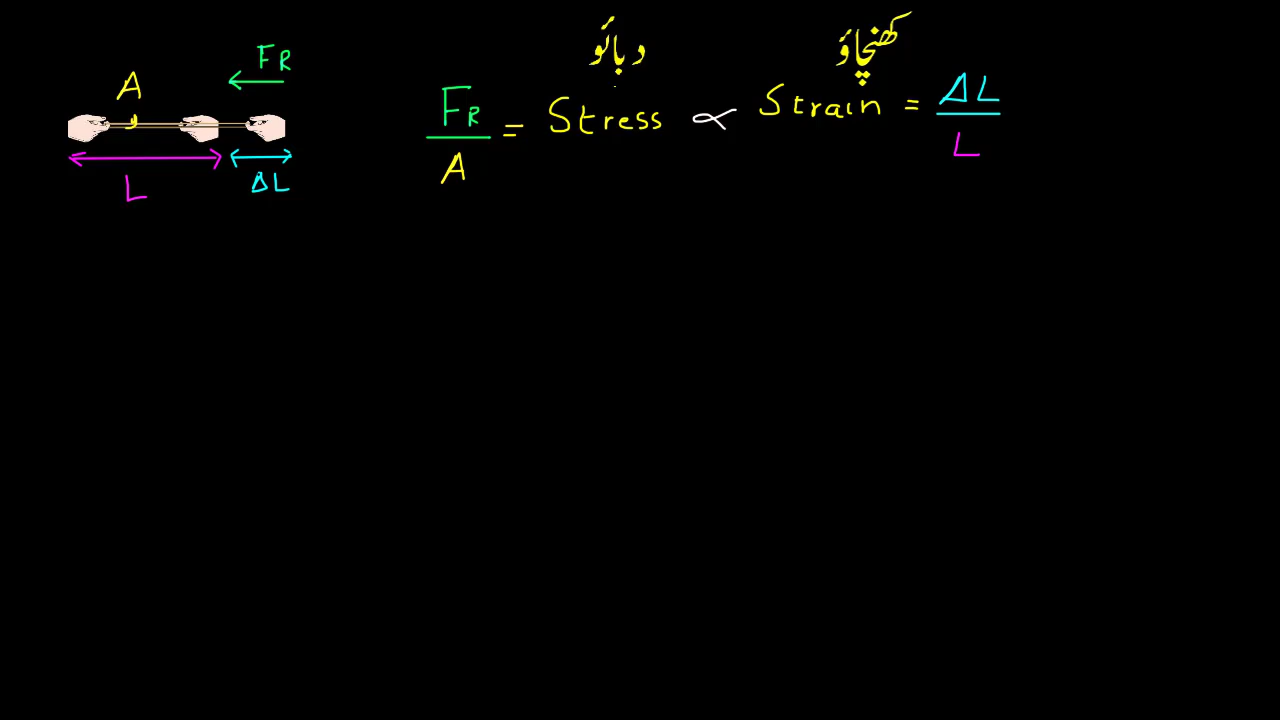 A
FR
L
ΔL
دبائو
کھنچاؤ
FR/A = Stress ∝ Strain = ΔL/L